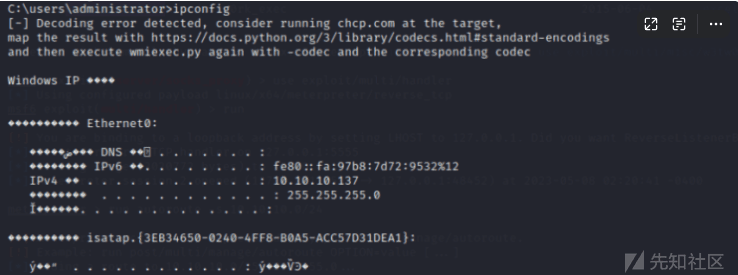 C:\users\administrator>ipconfig
[-] Decoding error detected, consider running chcp.com at the target,
map the result with https://docs.python.org/3/library/codecs.html#standard-encodings
and then execute wmiexec.py again with -codec and the corresponding codec
Windows IP ����
���������� Ethernet0:
�����ص��� DNS ��׺ . . . . . . . :
�������� IPv6 ��. . . . . . . . : fe80::fa:97b8:7d72:9532%12
IPv4 �� . . . . . . . . . . . . : 10.10.10.137
�������� . . . . . . . . . . . . : 255.255.255.0
Ĭ������. . . . . . . . . . . . . :
���������� isatap.{3EB34650-0240-4FF8-B0A5-ACC57D31DEA1}:
ý��״ . . . . . . . . . . . . : ý���ѶϿ�
先知社区